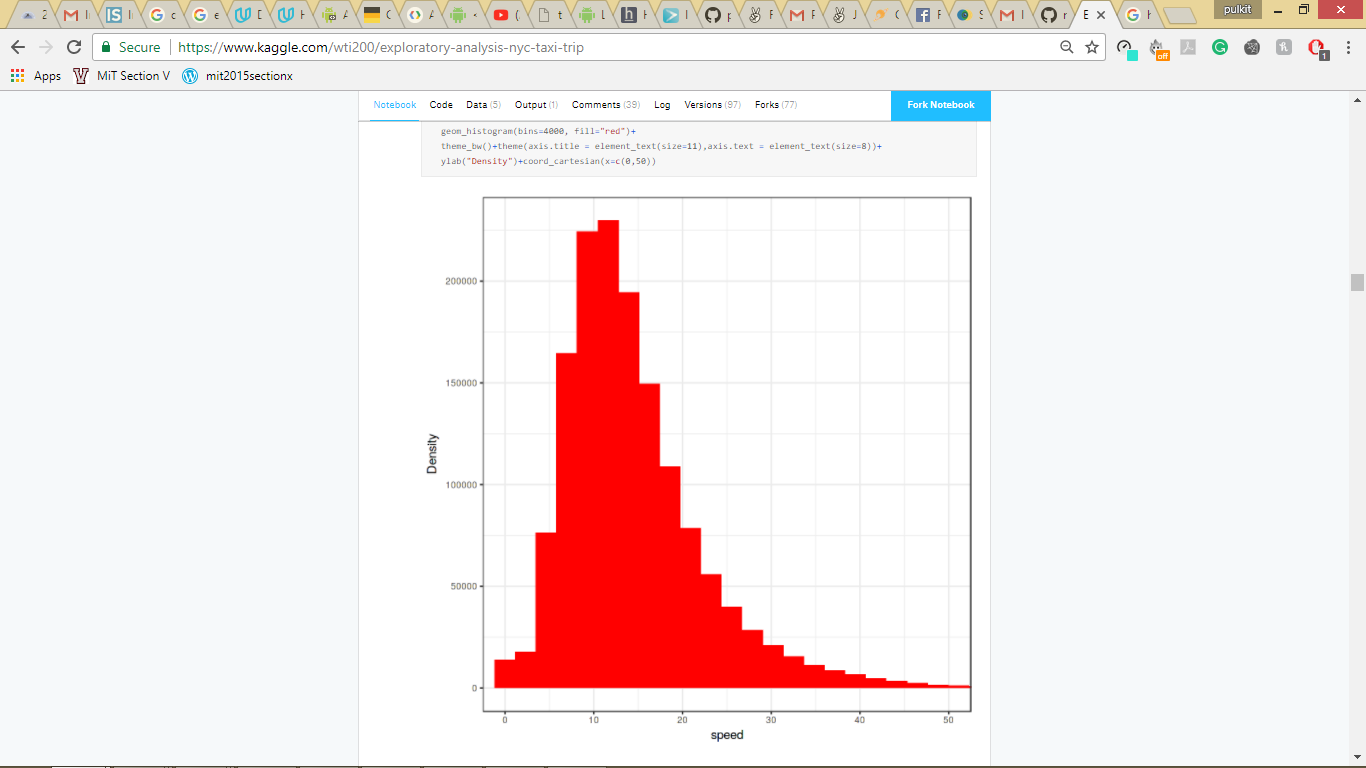 pulkit
Secure https://www.kaggle.com/wti200/exploratory-analysis-nyc-taxi-trip
off
1
Apps MiT Section V mit2015sectionx
Notebook Code Data (5) Output (1) Comments (39) Log Versions (97) Forks (77) Fork Notebook
geom_histogram(bins=4000, fill="red")+
theme_bw()+theme(axis.title = element_text(size=11),axis.text = element_text(size=8))+
ylab("Density")+coord_cartesian(x=c(0,50))
200000
150000
Density
100000
50000
0
0 10 20 30 40 50
speed